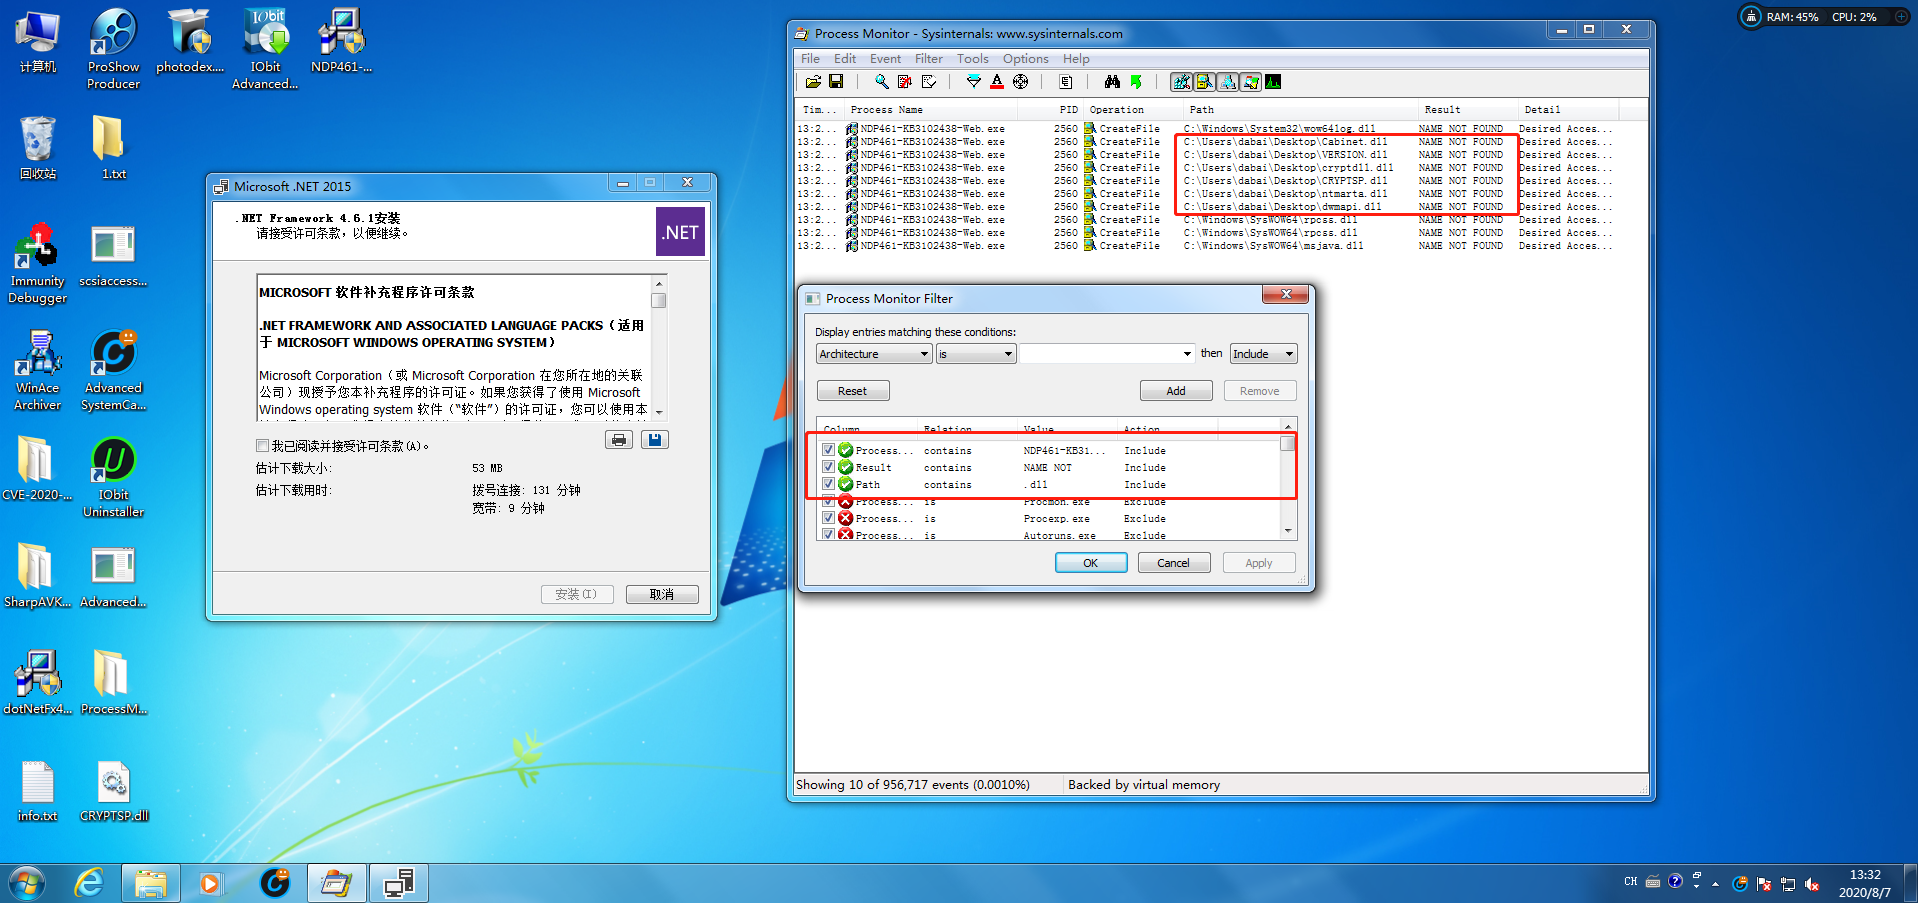 计算机
ProShow
Producer
photodex....
IObit
Advanced...
NDP461-...
回收站
1.txt
Immunity
Debugger
scsiaccess...
WinAce
Archiver
Advanced
SystemCa...
CVE-2020-...
IObit
Uninstaller
SharpAVK...
Advanced...
dotNetFx4...
ProcessM...
info.txt
CRYPTSP.dll
Microsoft .NET 2015
.NET Framework 4.6.1安装
请接受许可条款，以便继续。
.NET
MICROSOFT 软件补充程序许可条款
.NET FRAMEWORK AND ASSOCIATED LANGUAGE PACKS（适用
于 MICROSOFT WINDOWS OPERATING SYSTEM）
Microsoft Corporation（或 Microsoft Corporation 在您所在地的关联
公司）现授予您本补充程序的许可证。如果您获得了使用 Microsoft
Windows operating system 软件（“软件”）的许可证，您可以使用本
我已阅读并接受许可条款(A)。
估计下载大小: 53 MB
估计下载用时: 拨号连接: 131 分钟
宽带: 9 分钟
安装(I) 取消
Process Monitor - Sysinternals: www.sysinternals.com
File Edit Event Filter Tools Options Help
Tim... Process Name PID Operation Path Result Detail
13:2... NDP461-KB3102438-Web.exe 2560 CreateFile C:\Windows\System32\wow64log.dll NAME NOT FOUND Desired Acces...
13:2... NDP461-KB3102438-Web.exe 2560 CreateFile C:\Users\dabai\Desktop\Cabinet.dll NAME NOT FOUND Desired Acces...
13:2... NDP461-KB3102438-Web.exe 2560 CreateFile C:\Users\dabai\Desktop\VERSION.dll NAME NOT FOUND Desired Acces...
13:2... NDP461-KB3102438-Web.exe 2560 CreateFile C:\Users\dabai\Desktop\cryptdll.dll NAME NOT FOUND Desired Acces...
13:2... NDP461-KB3102438-Web.exe 2560 CreateFile C:\Users\dabai\Desktop\CRYPTSP.dll NAME NOT FOUND Desired Acces...
13:2... NDP461-KB3102438-Web.exe 2560 CreateFile C:\Users\dabai\Desktop\ntmarta.dll NAME NOT FOUND Desired Acces...
13:2... NDP461-KB3102438-Web.exe 2560 CreateFile C:\Users\dabai\Desktop\dwmapi.dll NAME NOT FOUND Desired Acces...
13:2... NDP461-KB3102438-Web.exe 2560 CreateFile C:\Windows\SysWOW64\rpcss.dll NAME NOT FOUND Desired Acces...
13:2... NDP461-KB3102438-Web.exe 2560 CreateFile C:\Windows\SysWOW64\rpcss.dll NAME NOT FOUND Desired Acces...
13:2... NDP461-KB3102438-Web.exe 2560 CreateFile C:\Windows\SysWOW64\msjava.dll NAME NOT FOUND Desired Acces...
Process Monitor Filter
Display entries matching these conditions:
Architecture is then Include
Reset Add Remove
Column Relation Value Action
Process... contains NDP461-KB31... Include
Result contains NAME NOT Include
Path contains .dll Include
Process... is Procmon.exe Exclude
Process... is Procexp.exe Exclude
Process... is Autoruns.exe Exclude
OK Cancel Apply
Showing 10 of 956,717 events (0.0010%) Backed by virtual memory
RAM: 45% CPU: 2%
CH
13:32
2020/8/7